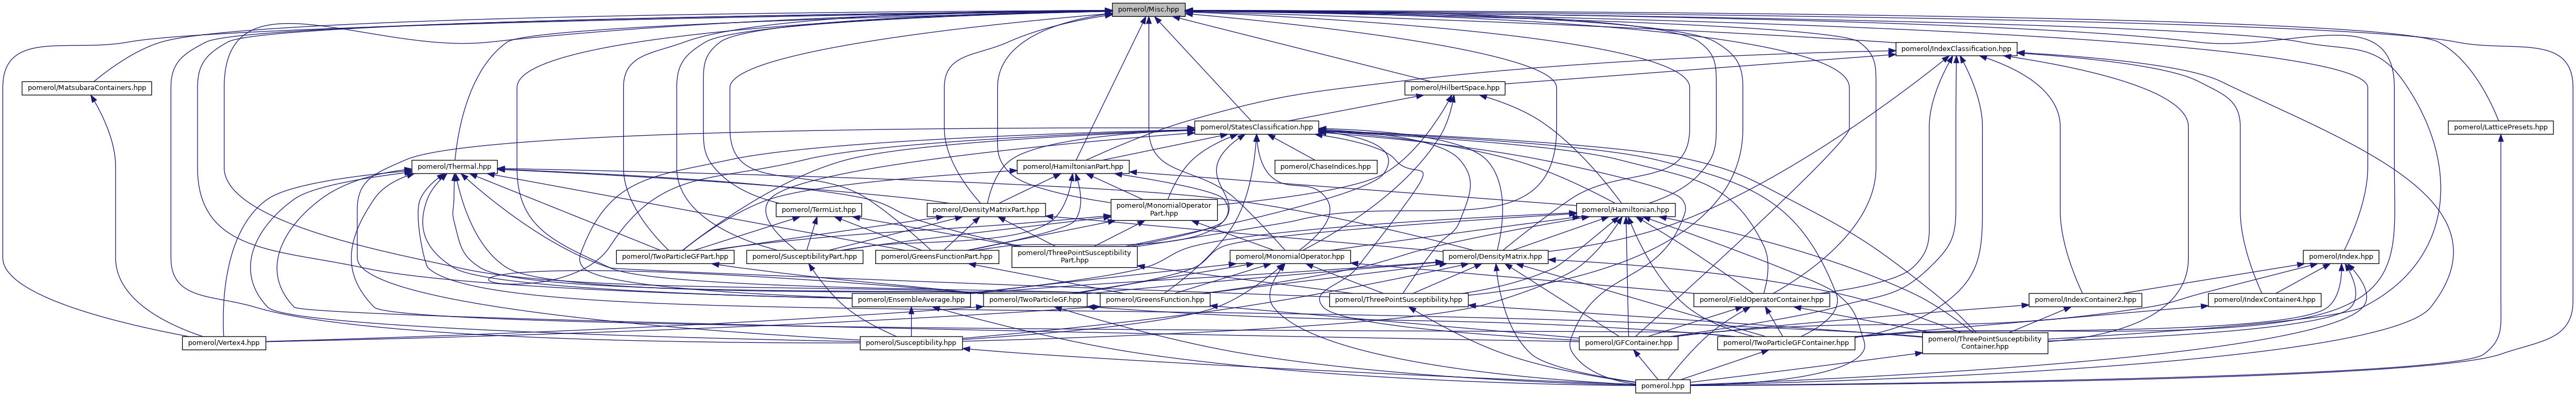 pomerol/Misc.hpp
pomerol/IndexClassification.hpp
pomerol/MatsubaraContainers.hpp
pomerol/HilbertSpace.hpp
pomerol/StatesClassification.hpp
pomerol/LatticePresets.hpp
pomerol/Thermal.hpp
pomerol/HamiltonianPart.hpp
pomerol/ChaseIndices.hpp
pomerol/TermList.hpp
pomerol/DensityMatrixPart.hpp
pomerol/MonomialOperator
Part.hpp
pomerol/Hamiltonian.hpp
pomerol/TwoParticleGFPart.hpp
pomerol/SusceptibilityPart.hpp
pomerol/GreensFunctionPart.hpp
pomerol/ThreePointSusceptibility
Part.hpp
pomerol/MonomialOperator.hpp
pomerol/DensityMatrix.hpp
pomerol/Index.hpp
pomerol/EnsembleAverage.hpp
pomerol/TwoParticleGF.hpp
pomerol/GreensFunction.hpp
pomerol/ThreePointSusceptibility.hpp
pomerol/FieldOperatorContainer.hpp
pomerol/IndexContainer2.hpp
pomerol/IndexContainer4.hpp
pomerol/Vertex4.hpp
pomerol/Susceptibility.hpp
pomerol/GFContainer.hpp
pomerol/TwoParticleGFContainer.hpp
pomerol/ThreePointSusceptibility
Container.hpp
pomerol.hpp